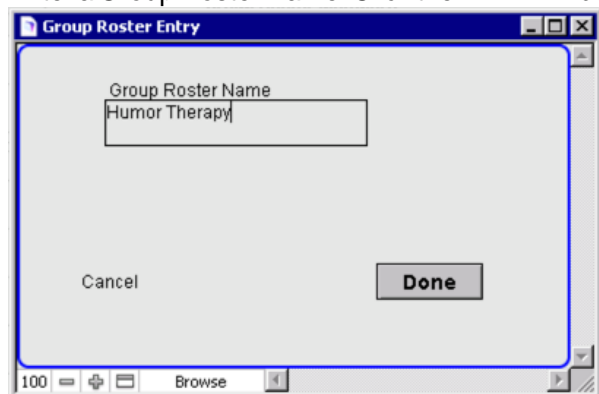 Group Roster Entry
Group Roster Name
Humor Therapy
Cancel
Done
100
Browse